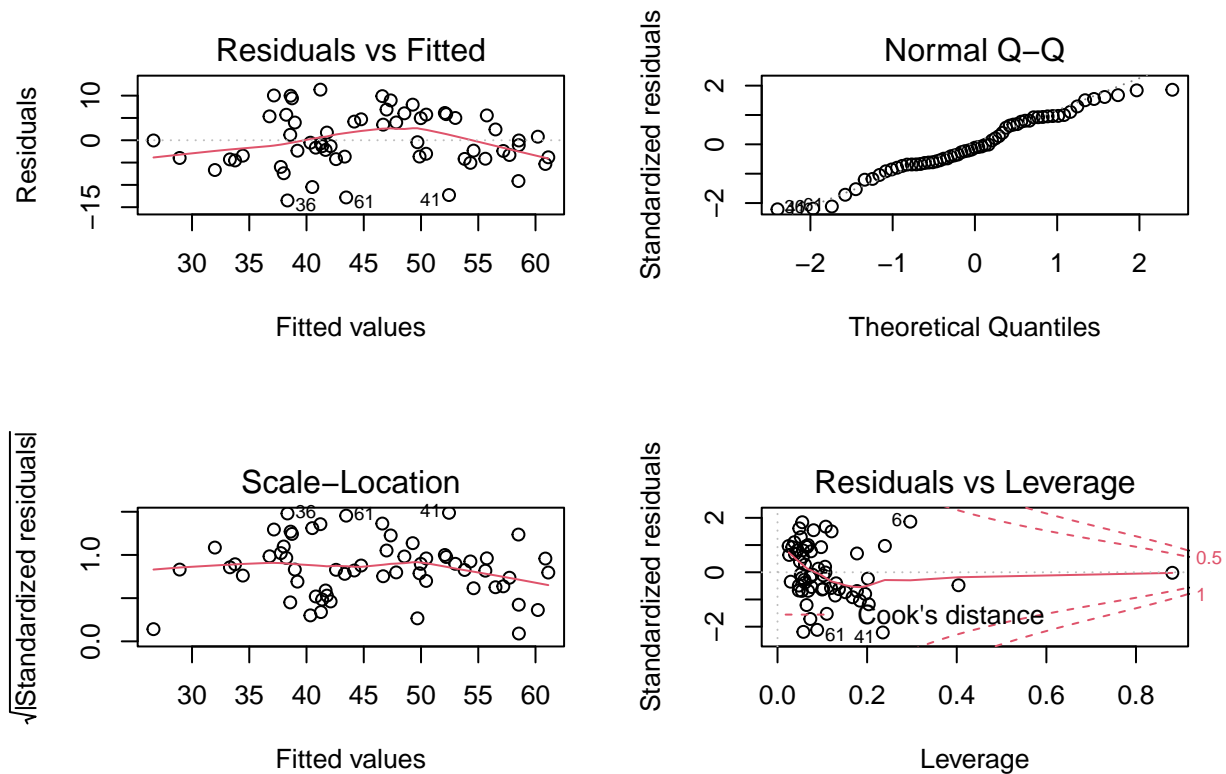 Residuals vs Fitted
Residuals
10
0
−15
36
61
41
30 35 40 45 50 55 60
Fitted values
Normal Q−Q
Standardized residuals
2
0
−2
61
−2 −1 0 1 2
Theoretical Quantiles
Scale−Location
√|Standardized residuals|
1.0
0.0
36
61
41
30 35 40 45 50 55 60
Fitted values
Residuals vs Leverage
Standardized residuals
2
0
−2
6
0.5
1
Cook's distance
61
41
0.0 0.2 0.4 0.6 0.8
Leverage